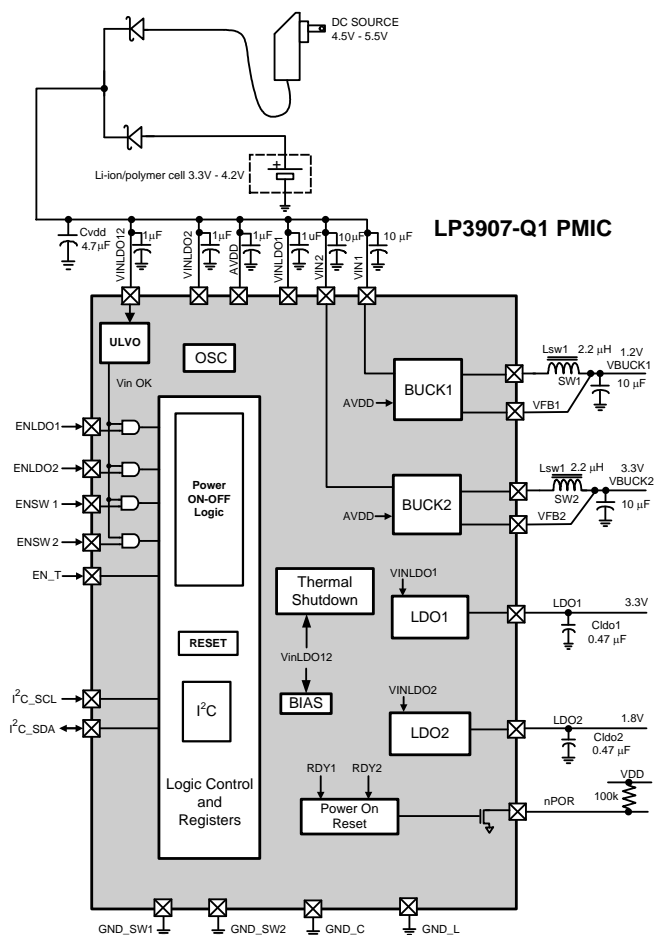 DC SOURCE
4.5V - 5.5V
Li-ion/polymer cell 3.3V - 4.2V
+
LP3907-Q1 PMIC
Cvdd
4.7µF
VINLDO12
1µF
VINLDO2
1µF
AVDD
1µF
VINLDO1
1uF
VIN2
10µF
VIN1
10 µF
ULVO
OSC
Vin OK
BUCK1
AVDD
Lsw1 2.2 µH
1.2V
VBUCK1
SW1
VFB1
10 µF
ENLDO1
ENLDO2
ENSW 1
ENSW 2
EN_T
Power
ON-OFF
Logic
BUCK2
AVDD
Lsw1 2.2 µH
3.3V
VBUCK2
SW2
VFB2
10 µF
Thermal
Shutdown
VINLDO1
LDO1
LDO1
3.3V
Cldo1
0.47 µF
RESET
VinLDO12
BIAS
I²C_SCL
I²C_SDA
I²C
VINLDO2
LDO2
LDO2
1.8V
Cldo2
0.47 µF
Logic Control
and
Registers
RDY1
RDY2
Power On
Reset
VDD
100k
nPOR
GND_SW1
GND_SW2
GND_C
GND_L